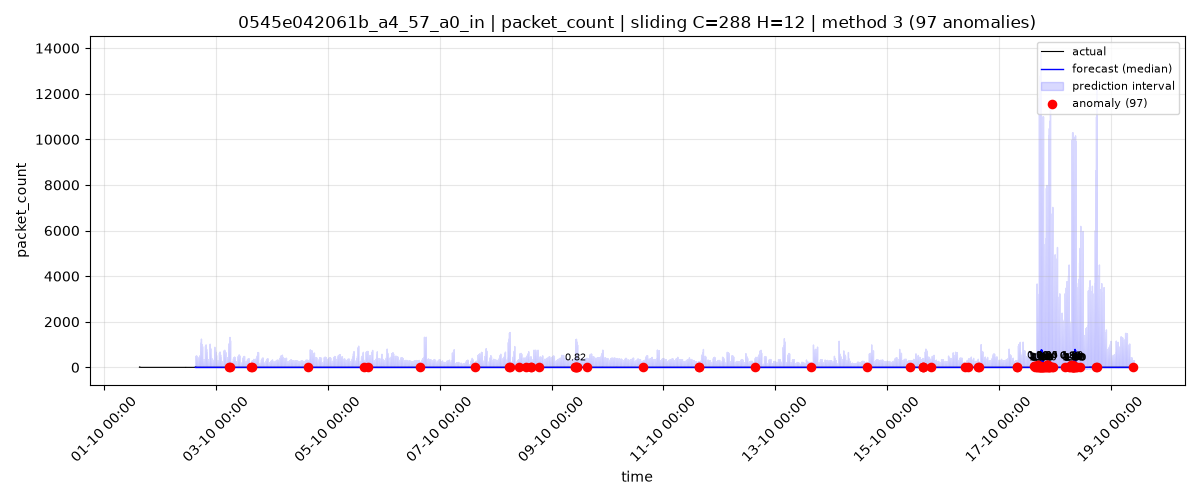 0545e042061b_a4_57_a0_in | packet_count | sliding C=288 H=12 | method 3 (97 anomalies)
packet_count
14000
12000
10000
8000
6000
4000
2000
0
actual
forecast (median)
prediction interval
anomaly (97)
0.82
01-10 00:00
03-10 00:00
05-10 00:00
07-10 00:00
09-10 00:00
11-10 00:00
13-10 00:00
15-10 00:00
17-10 00:00
19-10 00:00
time